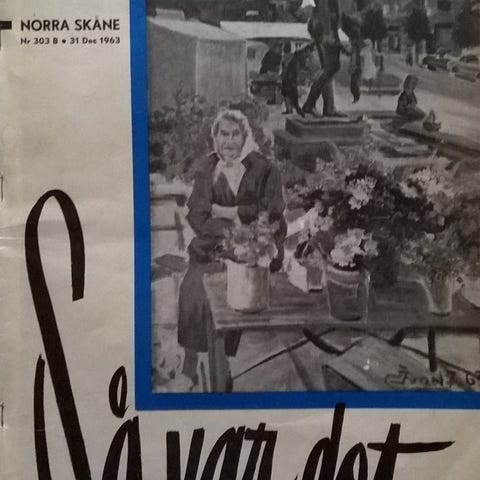 NORRA SKÅNE
Nr 303 B • 31 Dec 1963
Så var det